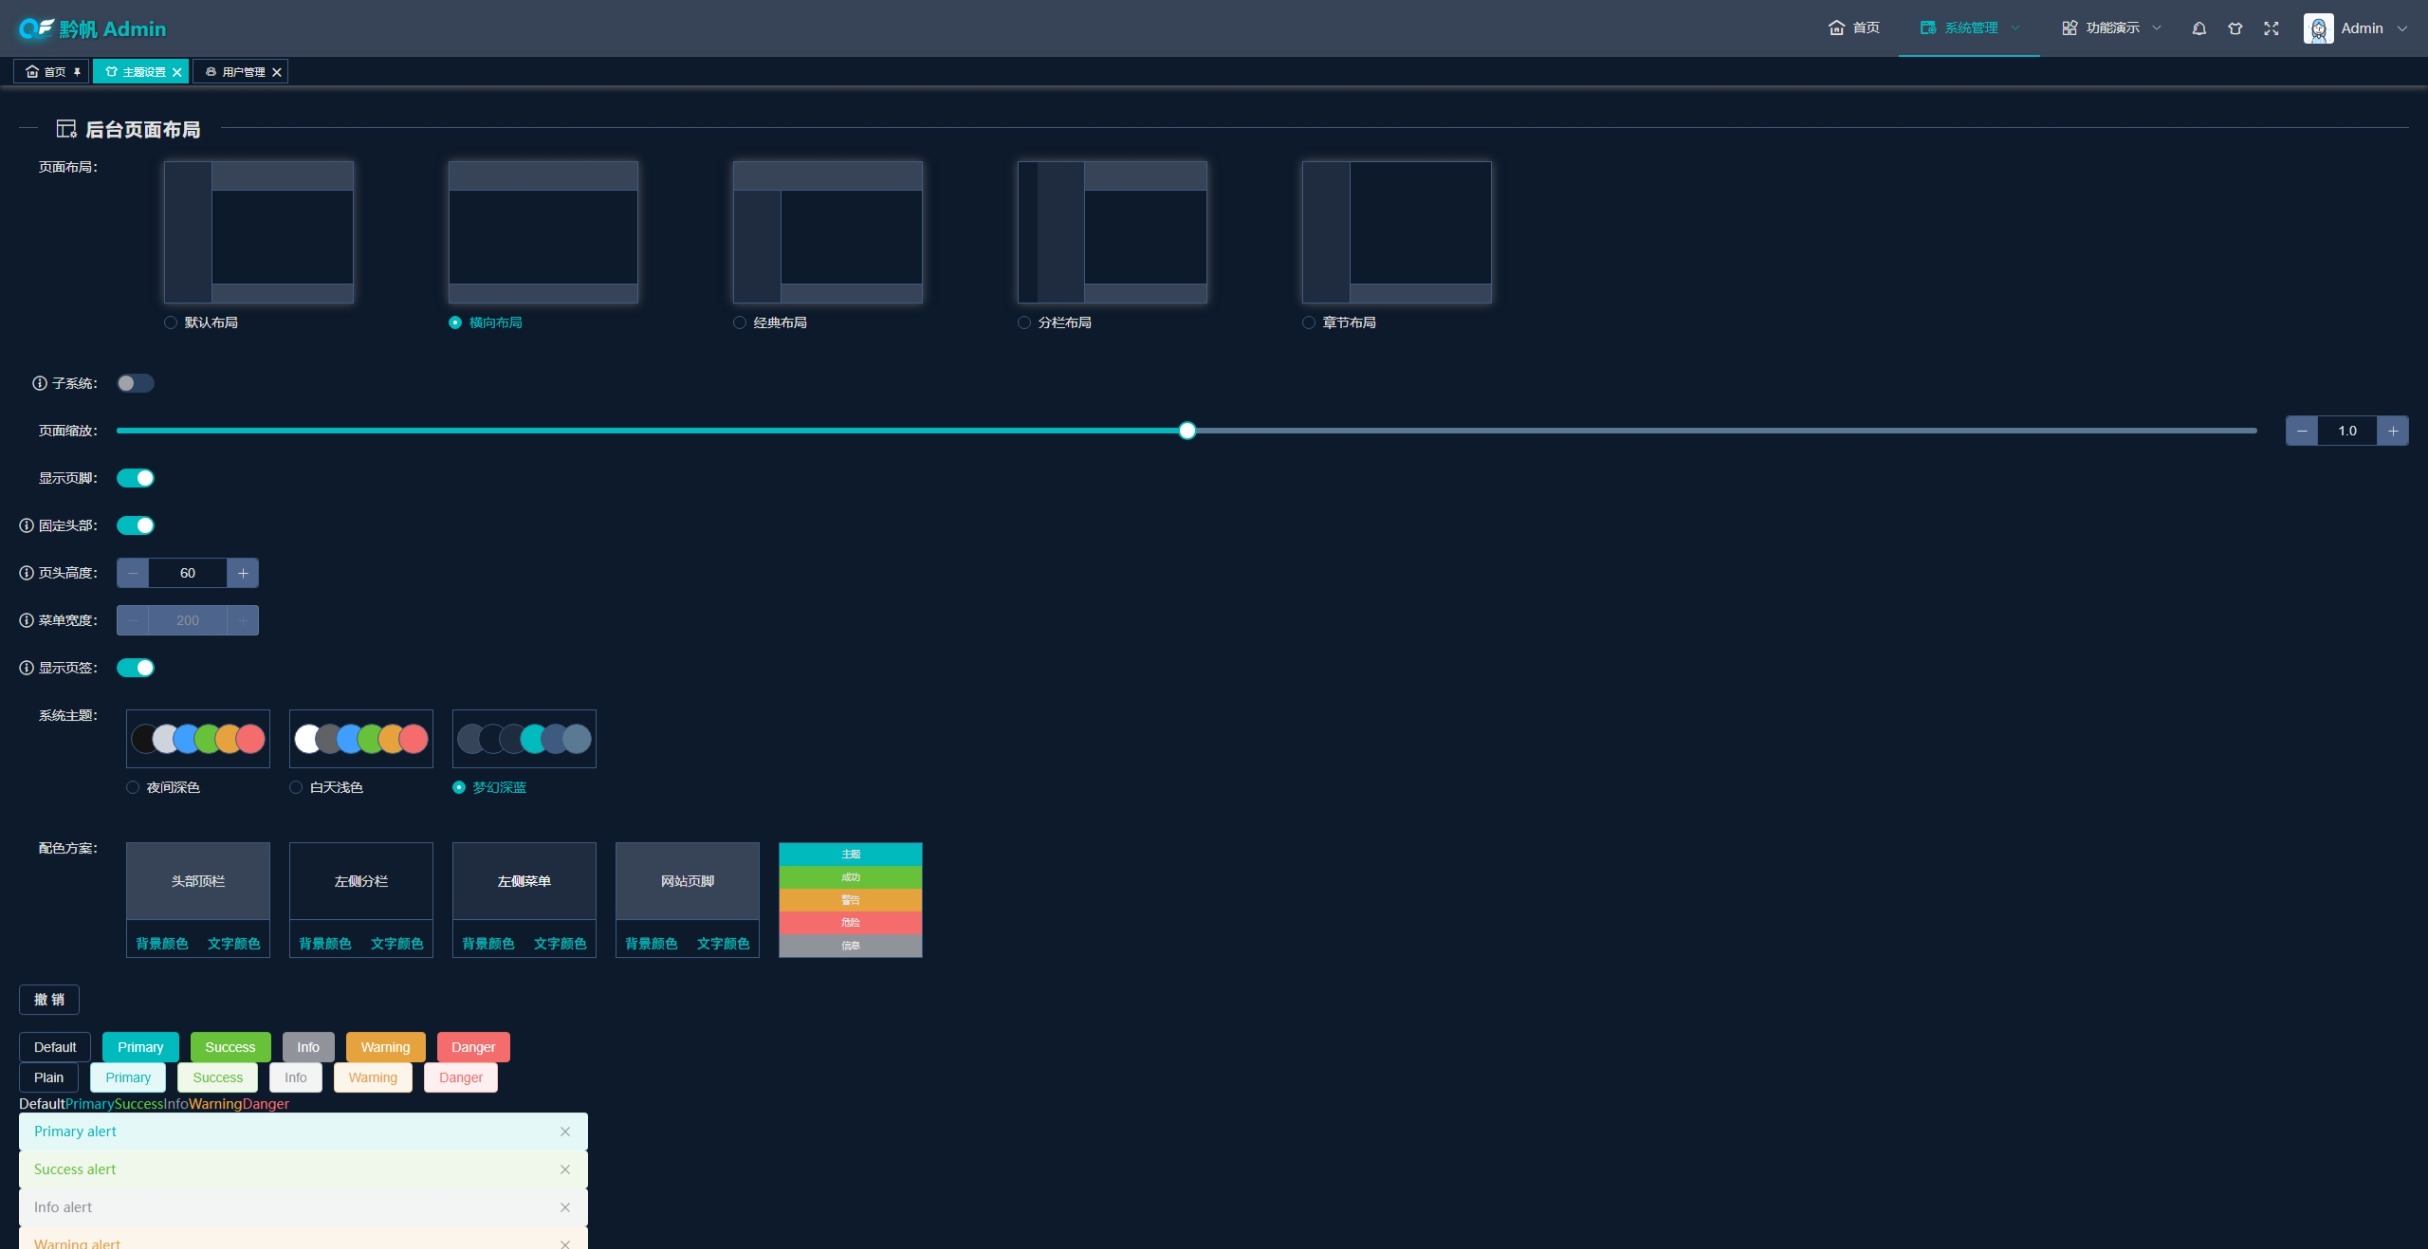 QF 黔帆 Admin
首页 系统管理 功能演示 Admin
首页 主题设置 用户管理
后台页面布局
页面布局:
默认布局 横向布局 经典布局 分栏布局 章节布局
子系统:
页面缩放: 1.0
显示页脚:
固定头部:
页头高度: 60
菜单宽度: 200
显示页签:
系统主题:
夜间深色 白天浅色 梦幻深蓝
配色方案:
头部顶栏 左侧分栏 左侧菜单 网站页脚
背景颜色 文字颜色 背景颜色 文字颜色 背景颜色 文字颜色 背景颜色 文字颜色
主题
成功
警告
危险
信息
撤 销
Default Primary Success Info Warning Danger
Plain Primary Success Info Warning Danger
DefaultPrimarySuccessInfoWarningDanger
Primary alert
Success alert
Info alert
Warning alert